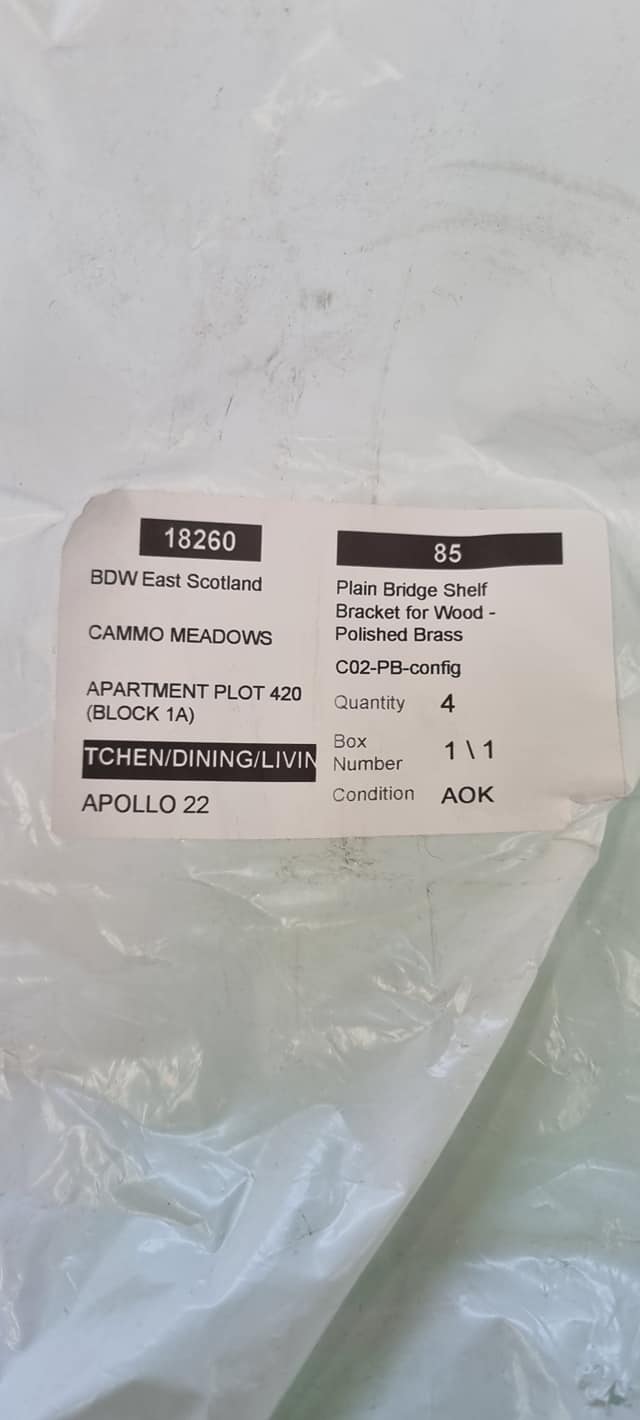 18260
BDW East Scotland
CAMMO MEADOWS
APARTMENT PLOT 420
(BLOCK 1A)
TCHEN/DINING/LIVIN
APOLLO 22
85
Plain Bridge Shelf
Bracket for Wood -
Polished Brass
C02-PB-config
Quantity 4
Box
Number 1 \ 1
Condition AOK